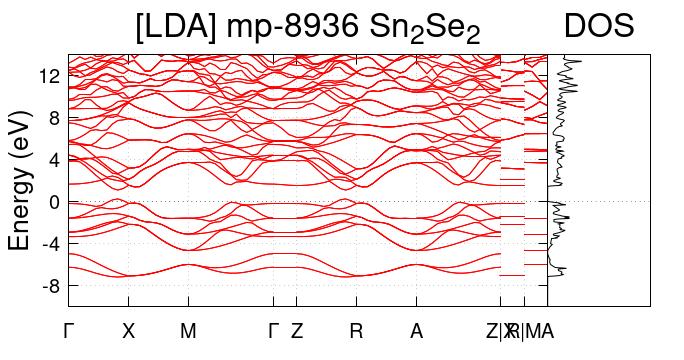 [LDA] mp-8936 Sn₂Se₂ DOS
Energy (eV)
12
8
4
0
-4
-8
Γ X M Γ Z R A Z|X R|M A